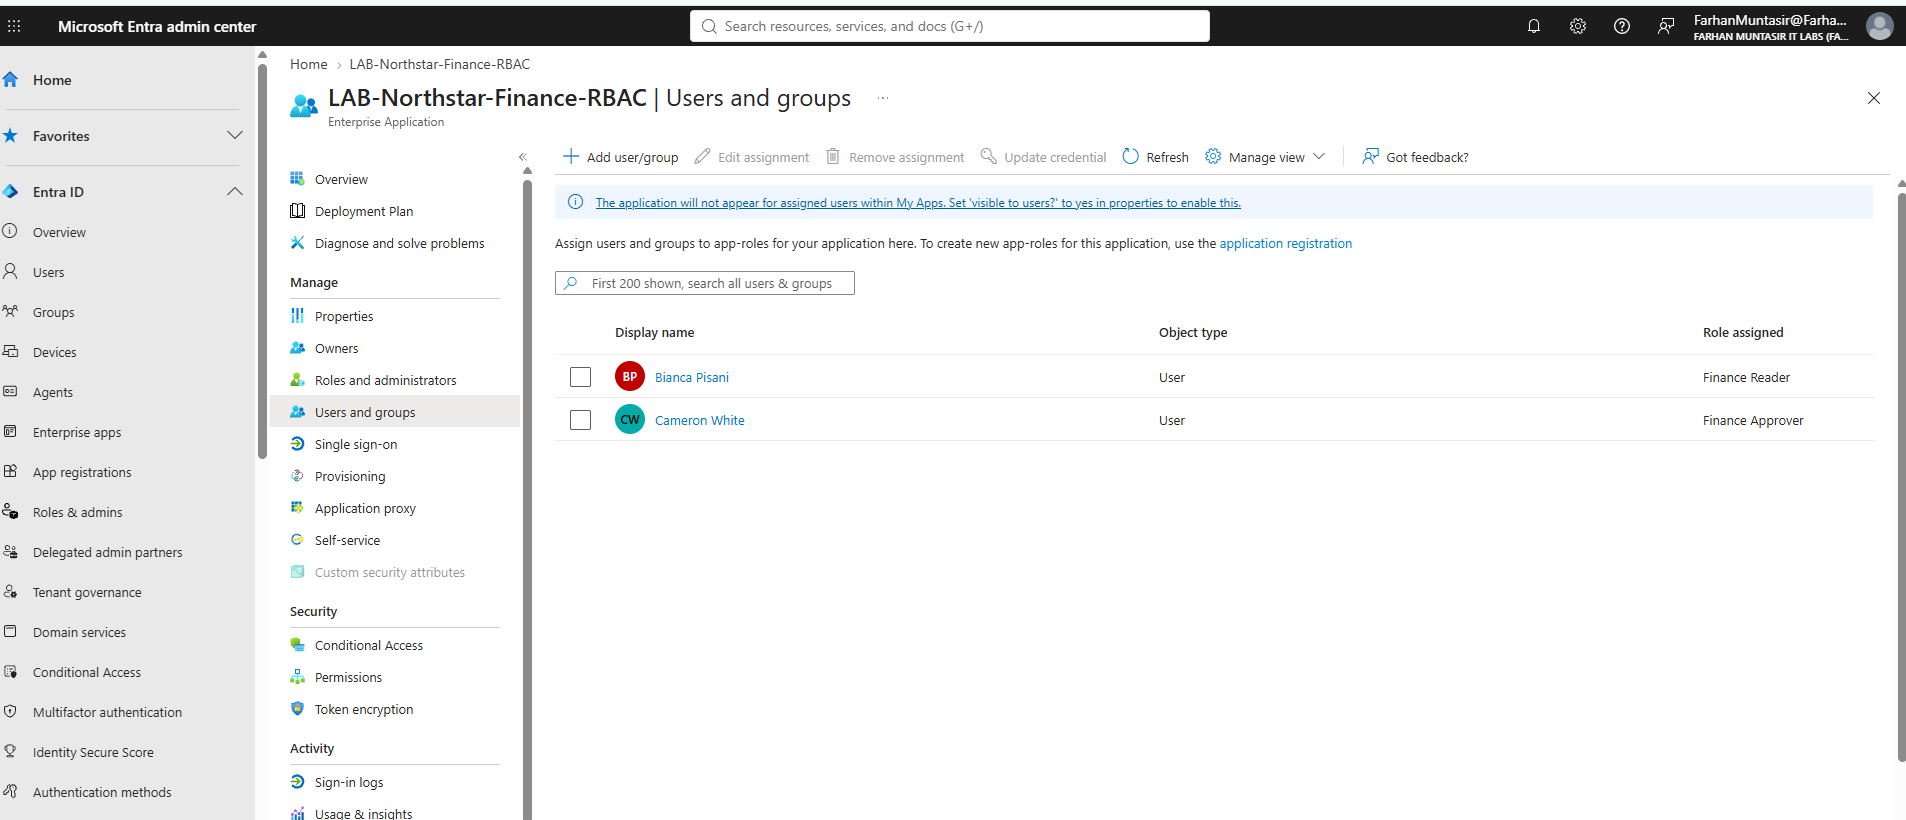 Microsoft Entra admin center
Search resources, services, and docs (G+/)
FarhanMuntasir@Farha...
FARHAN MUNTASIR IT LABS (FA...
Home
Favorites
Entra ID
Overview
Users
Groups
Devices
Agents
Enterprise apps
App registrations
Roles & admins
Delegated admin partners
Tenant governance
Domain services
Conditional Access
Multifactor authentication
Identity Secure Score
Authentication methods
Home > LAB-Northstar-Finance-RBAC
LAB-Northstar-Finance-RBAC | Users and groups ...
Enterprise Application
Overview
Deployment Plan
Diagnose and solve problems
Manage
Properties
Owners
Roles and administrators
Users and groups
Single sign-on
Provisioning
Application proxy
Self-service
Custom security attributes
Security
Conditional Access
Permissions
Token encryption
Activity
Sign-in logs
Usage & insights
Add user/group Edit assignment Remove assignment Update credential Refresh Manage view Got feedback?
The application will not appear for assigned users within My Apps. Set 'visible to users?' to yes in properties to enable this.
Assign users and groups to app-roles for your application here. To create new app-roles for this application, use the application registration
First 200 shown, search all users & groups
Display name Object type Role assigned
BP Bianca Pisani User Finance Reader
CW Cameron White User Finance Approver